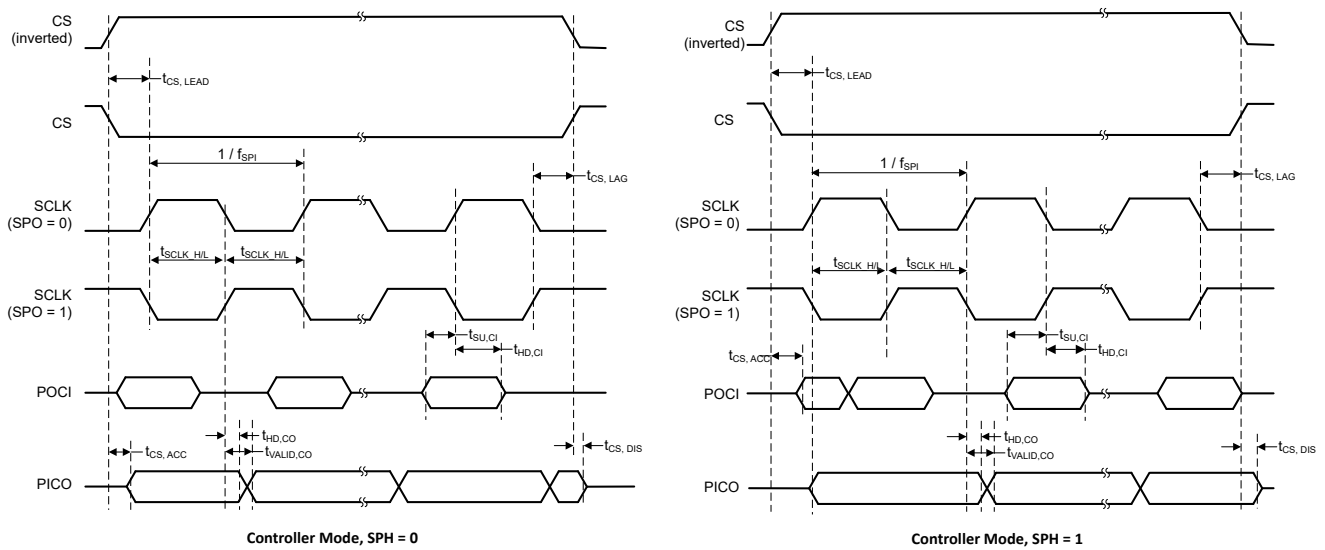 CS
(inverted)
tCS, LEAD
CS
1 / fSPI
tCS, LAG
SCLK
(SPO = 0)
tSCLK_H/L
tSCLK_H/L
SCLK
(SPO = 1)
tSU,CI
tHD,CI
POCI
tHD,CO
tCS, ACC
tVALID,CO
tCS, DIS
PICO
Controller Mode, SPH = 0
CS
(inverted)
tCS, LEAD
CS
1 / fSPI
tCS, LAG
SCLK
(SPO = 0)
tSCLK_H/L
tSCLK_H/L
SCLK
(SPO = 1)
tSU,CI
tCS, ACC
tHD,CI
POCI
tHD,CO
tVALID,CO
tCS, DIS
PICO
Controller Mode, SPH = 1